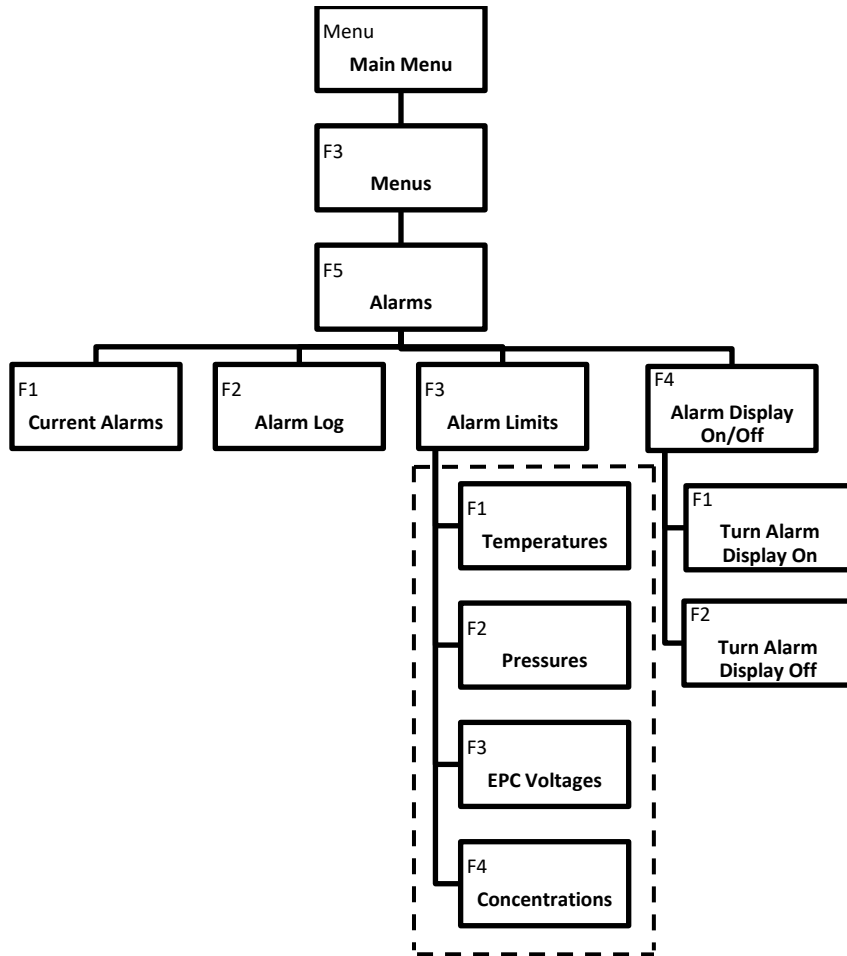 Menu
Main Menu
F3
Menus
F5
Alarms
F1
Current Alarms
F2
Alarm Log
F3
Alarm Limits
F4
Alarm Display
On/Off
F1
Temperatures
F2
Pressures
F3
EPC Voltages
F4
Concentrations
F1
Turn Alarm
Display On
F2
Turn Alarm
Display Off